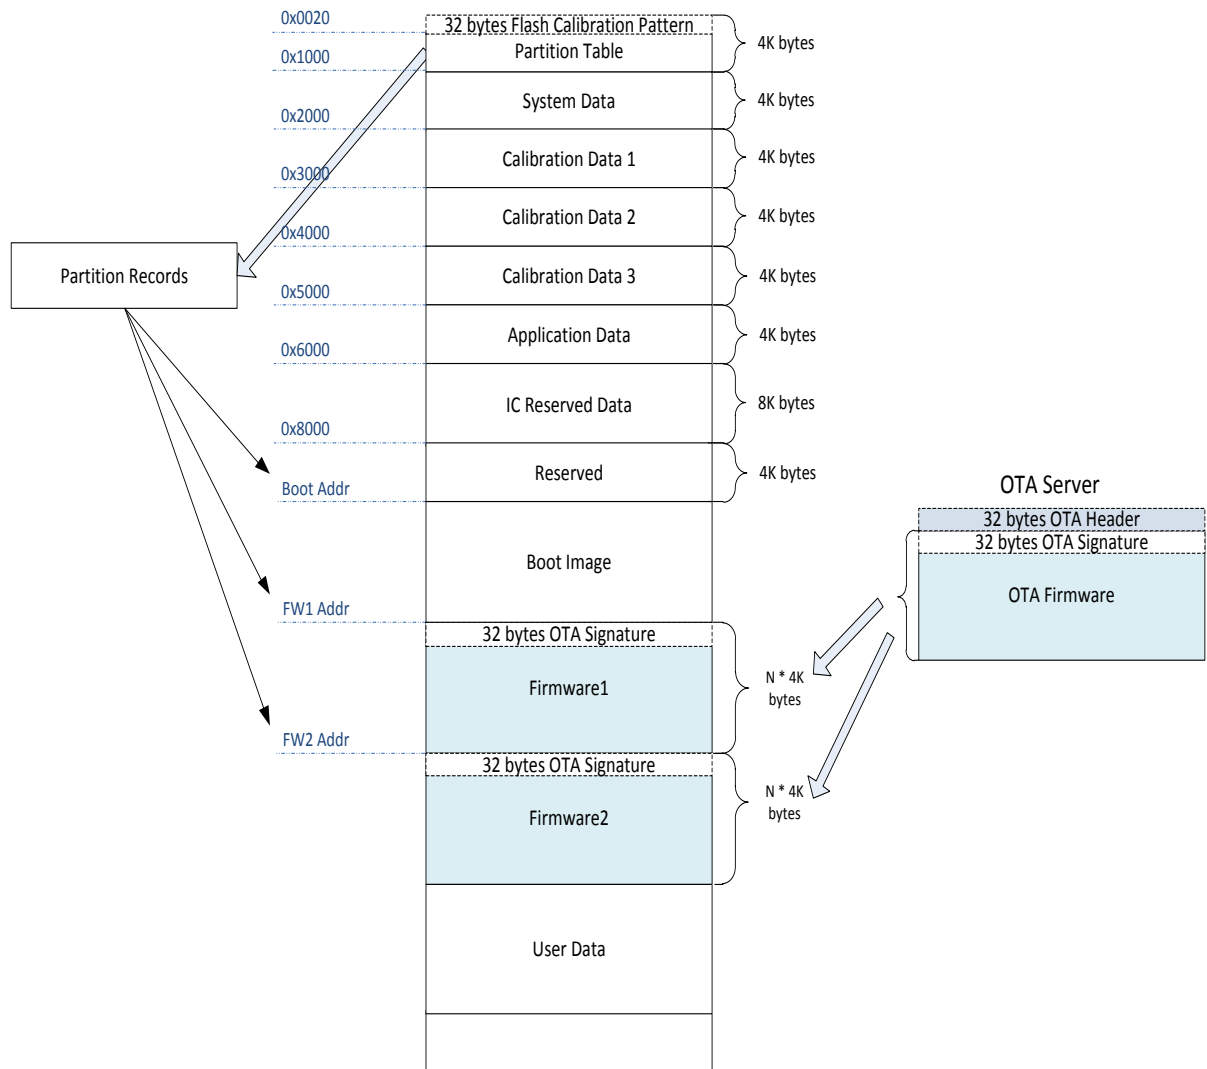 0x0020
32 bytes Flash Calibration Pattern
Partition Table
4K bytes
0x1000
System Data
4K bytes
0x2000
Calibration Data 1
4K bytes
0x3000
Calibration Data 2
4K bytes
0x4000
Partition Records
Calibration Data 3
4K bytes
0x5000
Application Data
4K bytes
0x6000
IC Reserved Data
8K bytes
0x8000
Reserved
4K bytes
Boot Addr
Boot Image
FW1 Addr
32 bytes OTA Signature
Firmware1
N * 4K
bytes
FW2 Addr
32 bytes OTA Signature
Firmware2
N * 4K
bytes
User Data
OTA Server
32 bytes OTA Header
32 bytes OTA Signature
OTA Firmware